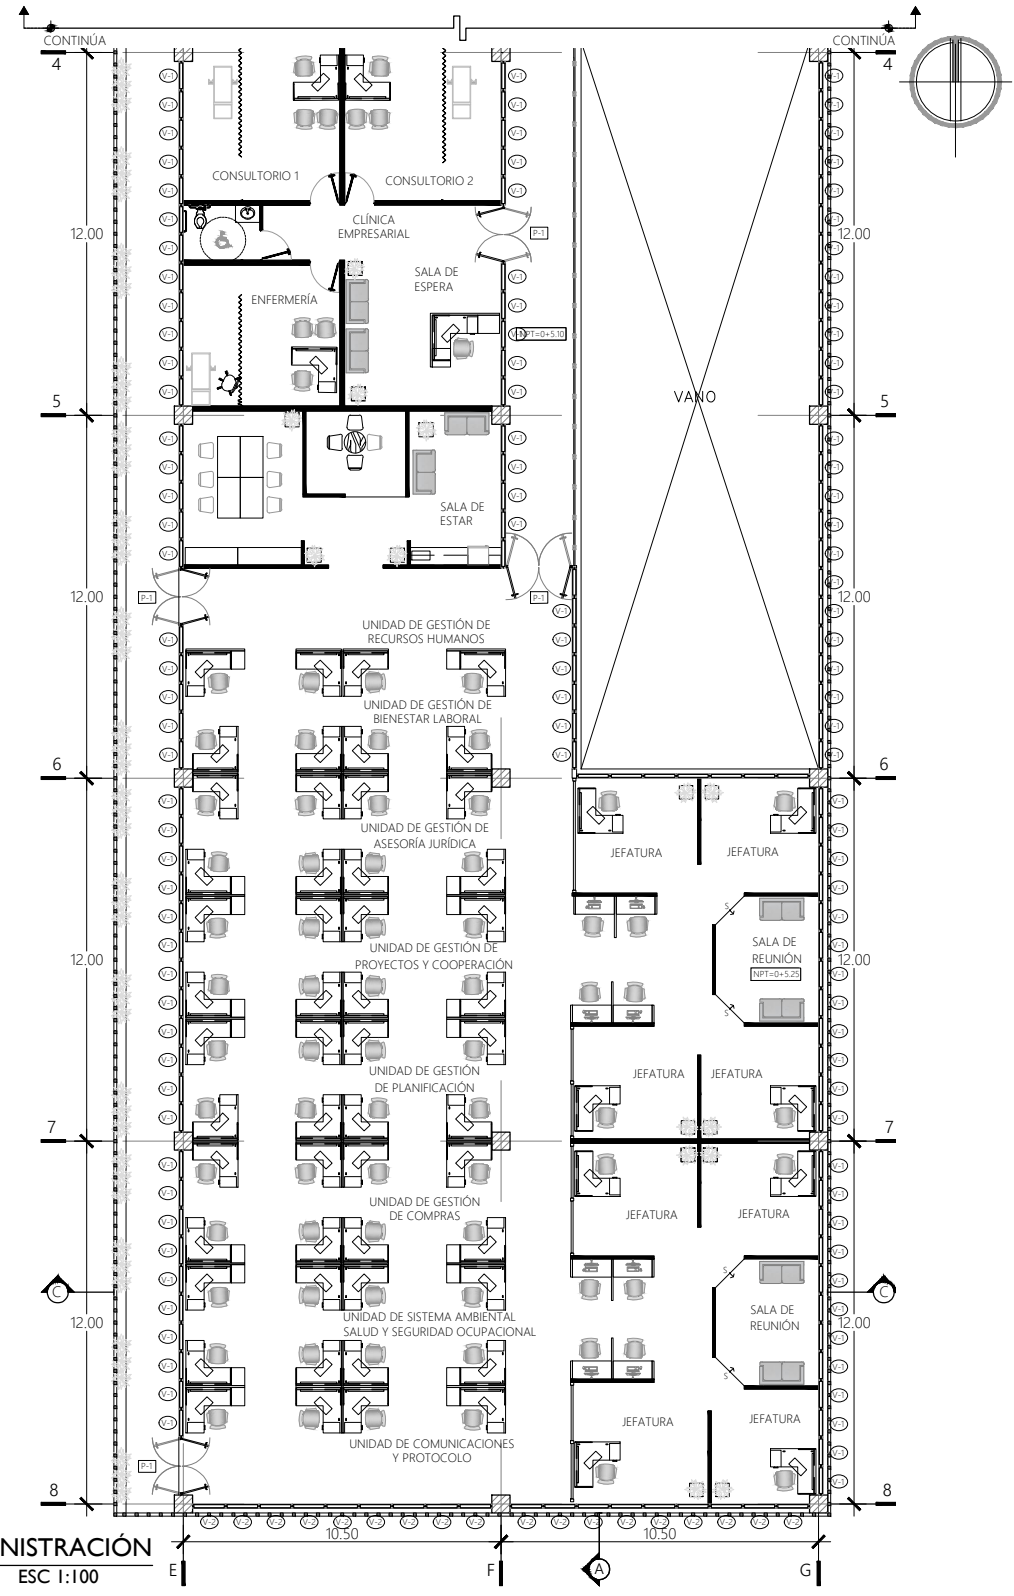 CONTINÚA
CONTINÚA
4
4
CONSULTORIO 1
CONSULTORIO 2
CLÍNICA
EMPRESARIAL
12.00
12.00
P-1
SALA DE
ESPERA
ENFERMERÍA
NPT=0+5.10
VANO
5
5
SALA DE
ESTAR
12.00
12.00
P-1
P-1
UNIDAD DE GESTIÓN DE
RECURSOS HUMANOS
UNIDAD DE GESTIÓN DE
BIENESTAR LABORAL
6
6
UNIDAD DE GESTIÓN DE
ASESORÍA JURÍDICA
JEFATURA
JEFATURA
S
SALA DE
REUNIÓN
NPT=0+5.25
S
UNIDAD DE GESTIÓN DE
PROYECTOS Y COOPERACIÓN
12.00
12.00
UNIDAD DE GESTIÓN
DE PLANIFICACIÓN
JEFATURA
JEFATURA
7
7
UNIDAD DE GESTIÓN
DE COMPRAS
JEFATURA
JEFATURA
S
C
C
SALA DE
REUNIÓN
S
12.00
12.00
UNIDAD DE SISTEMA AMBIENTAL
SALUD Y SEGURIDAD OCUPACIONAL
JEFATURA
JEFATURA
UNIDAD DE COMUNICACIONES
Y PROTOCOLO
P-1
8
8
V-1
V-2
10.50
10.50
NISTRACIÓN
ESC 1:100
E
F
A
G